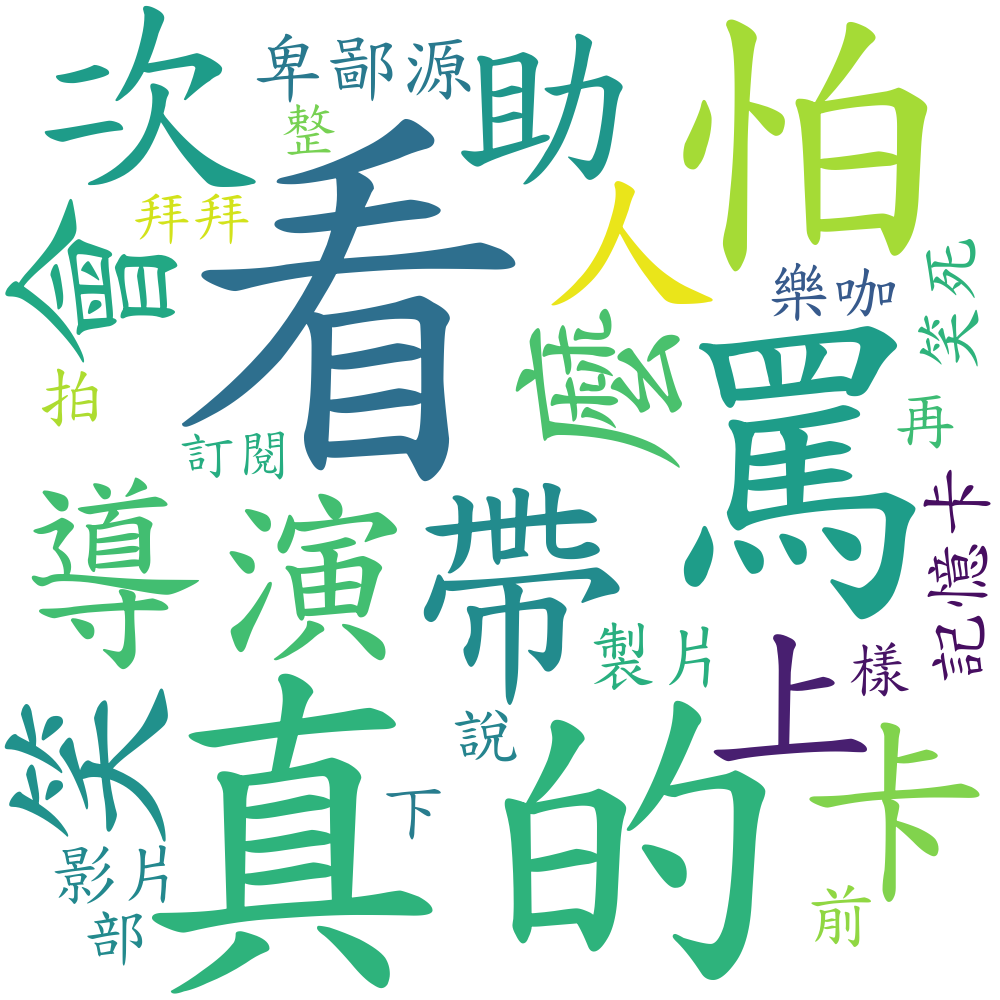 次
卑鄙源
助
怕
整
看
拜拜
人
會
樂咖
笑死
麼
罵
拍
再
訂閱
記憶卡
導演
帶
製片
上
樣
笑
真的
說
卡
下
影片
部
前